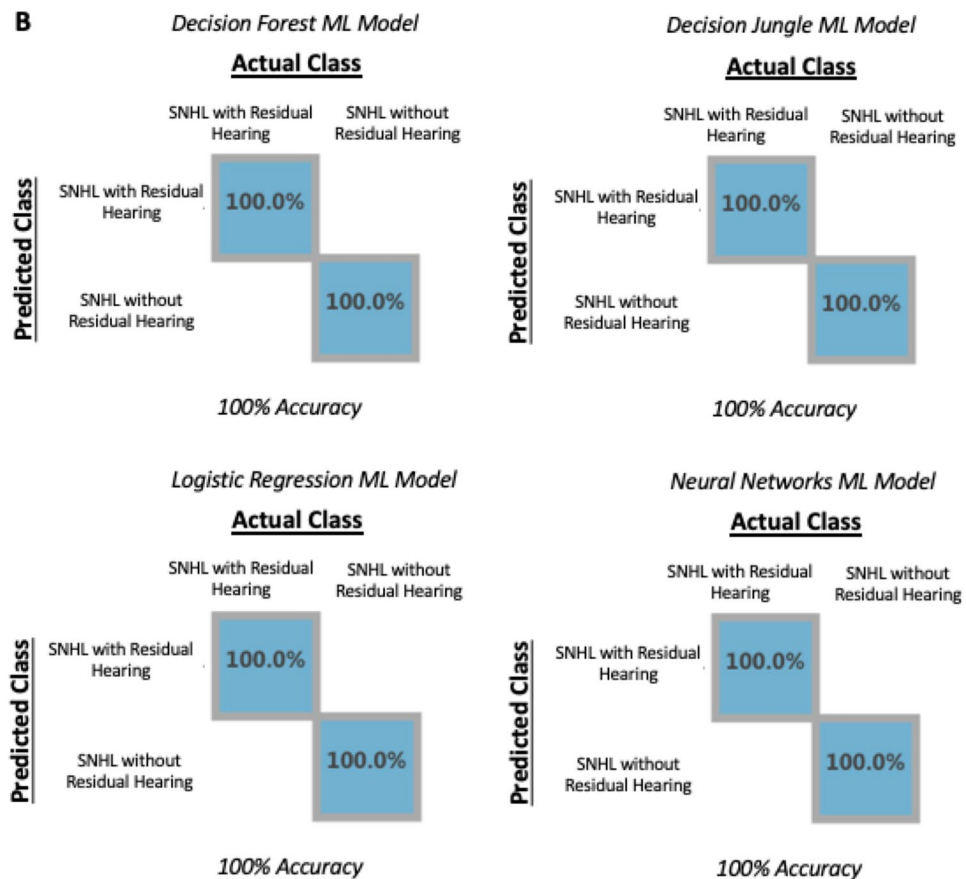 B
Decision Forest ML Model
Actual Class
SNHL with Residual
Hearing
SNHL without
Residual Hearing
Predicted Class
SNHL with Residual
Hearing
100.0%
SNHL without
Residual Hearing
100.0%
100% Accuracy
Decision Jungle ML Model
Actual Class
SNHL with Residual
Hearing
SNHL without
Residual Hearing
Predicted Class
SNHL with Residual
Hearing
100.0%
SNHL without
Residual Hearing
100.0%
100% Accuracy
Logistic Regression ML Model
Actual Class
SNHL with Residual
Hearing
SNHL without
Residual Hearing
Predicted Class
SNHL with Residual
Hearing
100.0%
SNHL without
Residual Hearing
100.0%
100% Accuracy
Neural Networks ML Model
Actual Class
SNHL with Residual
Hearing
SNHL without
Residual Hearing
Predicted Class
SNHL with Residual
Hearing
100.0%
SNHL without
Residual Hearing
100.0%
100% Accuracy